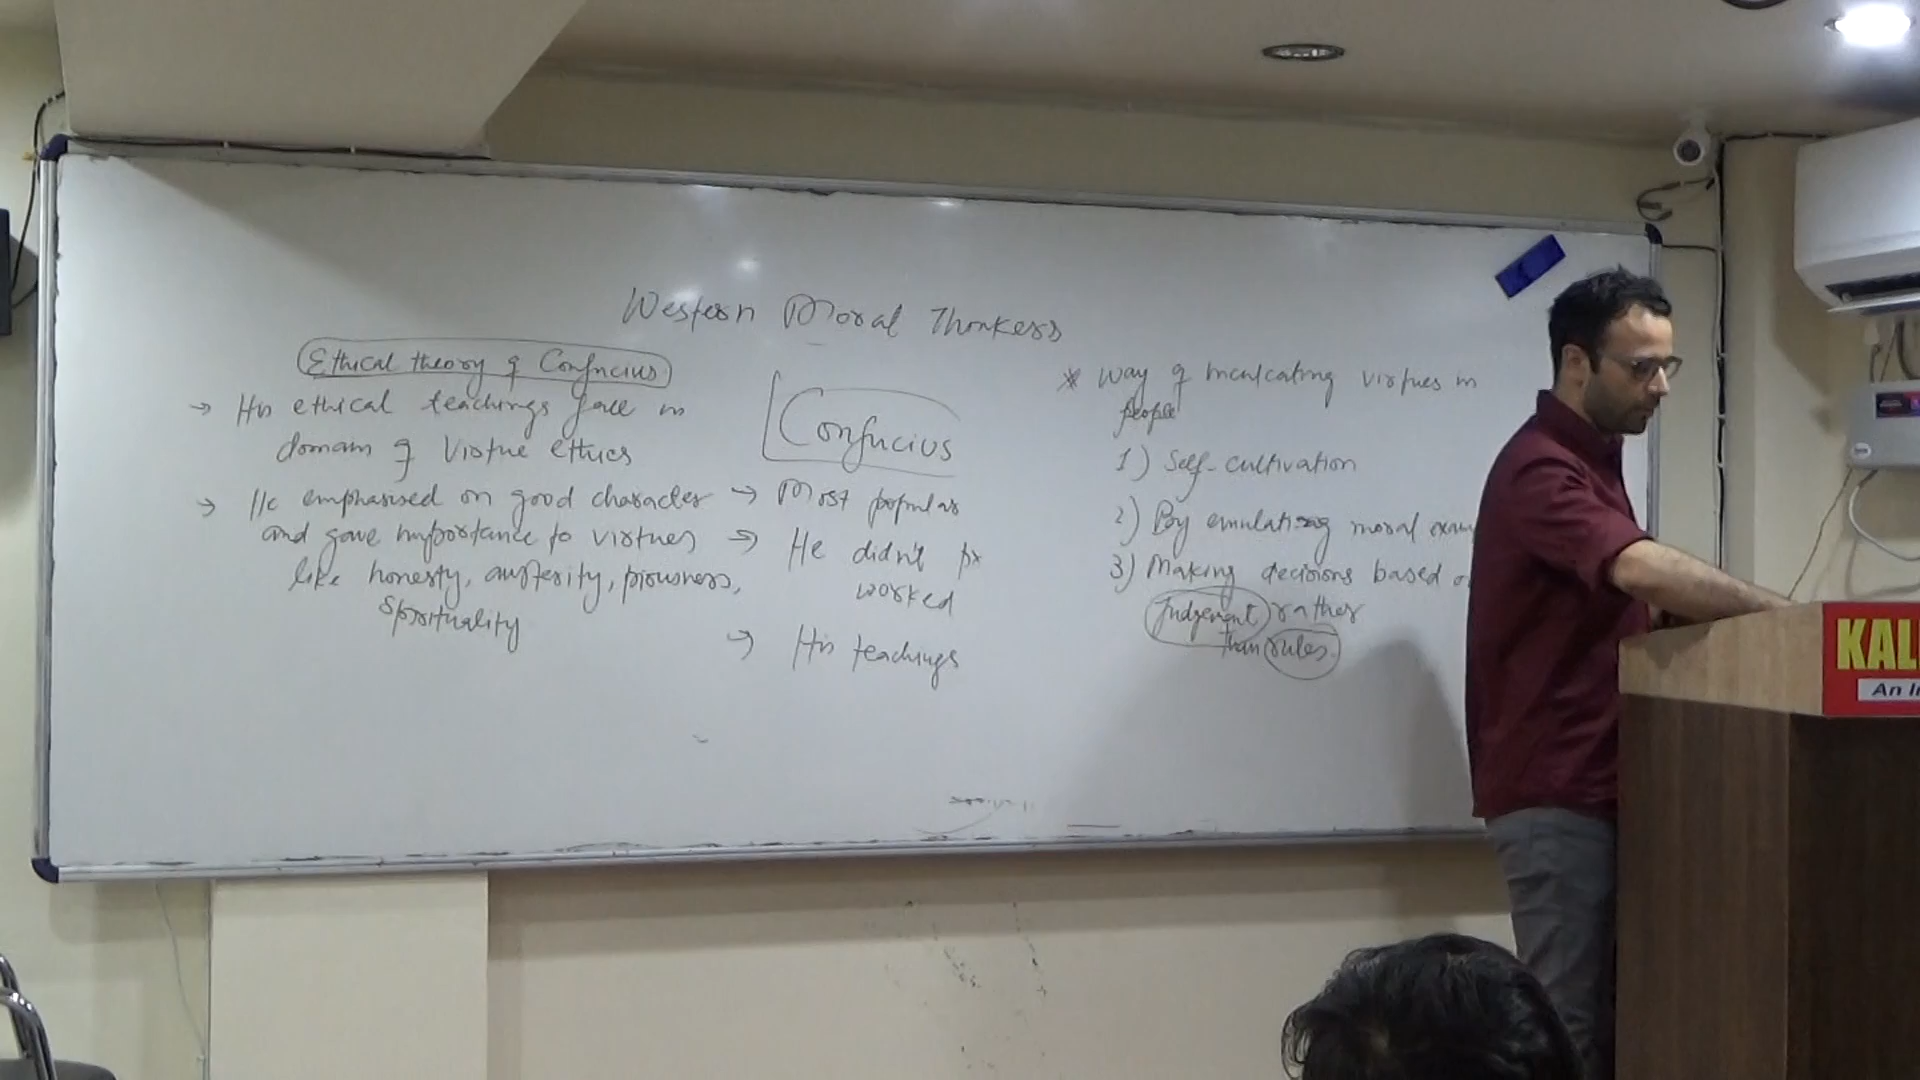 Western Moral Thinkers
Ethical theory of Confucius
→ His ethical teachings fall in
domain of Virtue ethics
→ He emphasised on good character
and gave importance to virtues
like honesty, austerity, piousness,
Spirituality
Confucius
→ Most popular
→ He didn't
worked
→ His teachings
* Way of inculcating virtues in
people
1) Self-cultivation
2) By emulating moral
3) Making decisions based
Judgement rather
than rules.
KAL
An I